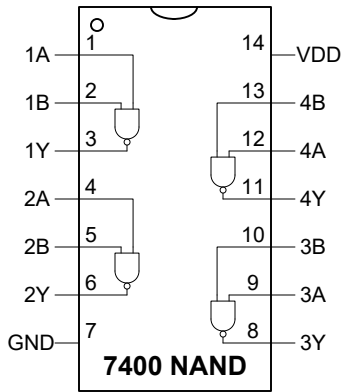 1A 1 14 VDD
1B 2 13 4B
1Y 3 12 4A
2A 4 11 4Y
2B 5 10 3B
2Y 6 9 3A
GND 7 8 3Y
7400 NAND